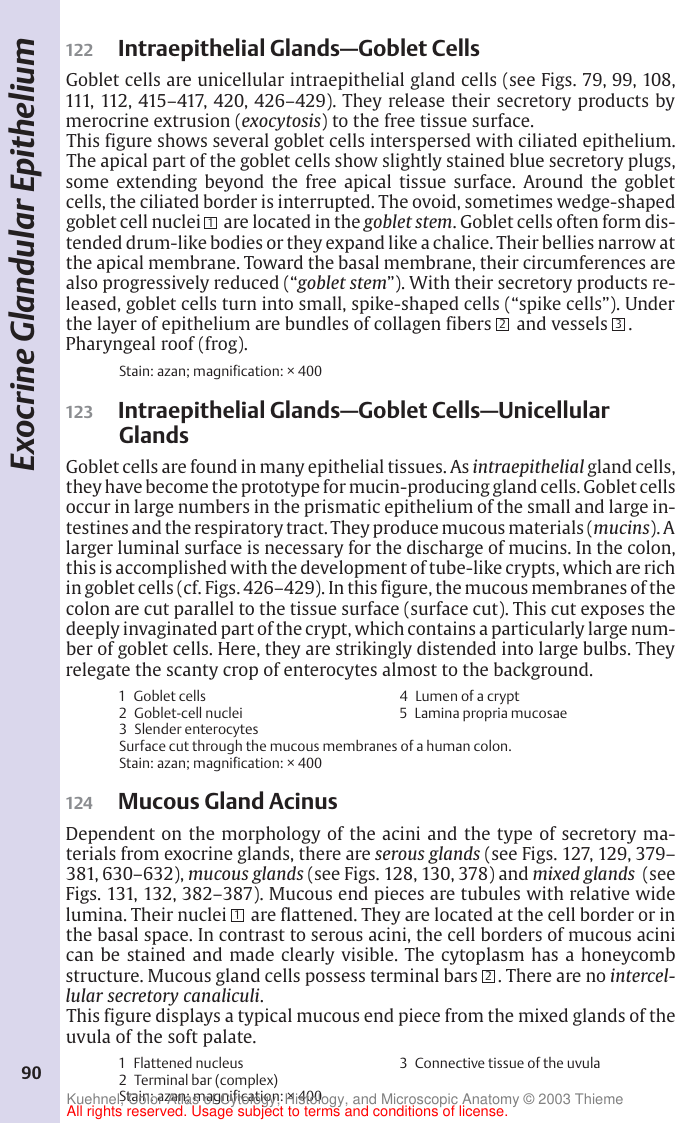 Exocrine Glandular Epithelium
122 Intraepithelial Glands—Goblet Cells
Goblet cells are unicellular intraepithelial gland cells (see Figs. 79, 99, 108,
111, 112, 415–417, 420, 426–429). They release their secretory products by
merocrine extrusion (exocytosis) to the free tissue surface.
This figure shows several goblet cells interspersed with ciliated epithelium.
The apical part of the goblet cells show slightly stained blue secretory plugs,
some extending beyond the free apical tissue surface. Around the goblet
cells, the ciliated border is interrupted. The ovoid, sometimes wedge-shaped
goblet cell nuclei 1 are located in the goblet stem. Goblet cells often form dis-
tended drum-like bodies or they expand like a chalice. Their bellies narrow at
the apical membrane. Toward the basal membrane, their circumferences are
also progressively reduced (“goblet stem”). With their secretory products re-
leased, goblet cells turn into small, spike-shaped cells (“spike cells”). Under
the layer of epithelium are bundles of collagen fibers 2 and vessels 3.
Pharyngeal roof (frog).
Stain: azan; magnification: × 400
123 Intraepithelial Glands—Goblet Cells—Unicellular
Glands
Goblet cells are found in many epithelial tissues. As intraepithelial gland cells,
they have become the prototype for mucin-producing gland cells. Goblet cells
occur in large numbers in the prismatic epithelium of the small and large in-
testines and the respiratory tract. They produce mucous materials (mucins). A
larger luminal surface is necessary for the discharge of mucins. In the colon,
this is accomplished with the development of tube-like crypts, which are rich
in goblet cells (cf. Figs. 426–429). In this figure, the mucous membranes of the
colon are cut parallel to the tissue surface (surface cut). This cut exposes the
deeply invaginated part of the crypt, which contains a particularly large num-
ber of goblet cells. Here, they are strikingly distended into large bulbs. They
relegate the scanty crop of enterocytes almost to the background.
1 Goblet cells
2 Goblet-cell nuclei
3 Slender enterocytes
4 Lumen of a crypt
5 Lamina propria mucosae
Surface cut through the mucous membranes of a human colon.
Stain: azan; magnification: × 400
124 Mucous Gland Acinus
Dependent on the morphology of the acini and the type of secretory ma-
terials from exocrine glands, there are serous glands (see Figs. 127, 129, 379–
381, 630–632), mucous glands (see Figs. 128, 130, 378) and mixed glands (see
Figs. 131, 132, 382–387). Mucous end pieces are tubules with relative wide
lumina. Their nuclei 1 are flattened. They are located at the cell border or in
the basal space. In contrast to serous acini, the cell borders of mucous acini
can be stained and made clearly visible. The cytoplasm has a honeycomb
structure. Mucous gland cells possess terminal bars 2. There are no intercel-
lular secretory canaliculi.
This figure displays a typical mucous end piece from the mixed glands of the
uvula of the soft palate.
1 Flattened nucleus
2 Terminal bar (complex)
3 Connective tissue of the uvula
Stain: azan; magnification: × 400
90
Kuehnel, Color Atlas of Cytology, Histology, and Microscopic Anatomy © 2003 Thieme
All rights reserved. Usage subject to terms and conditions of license.